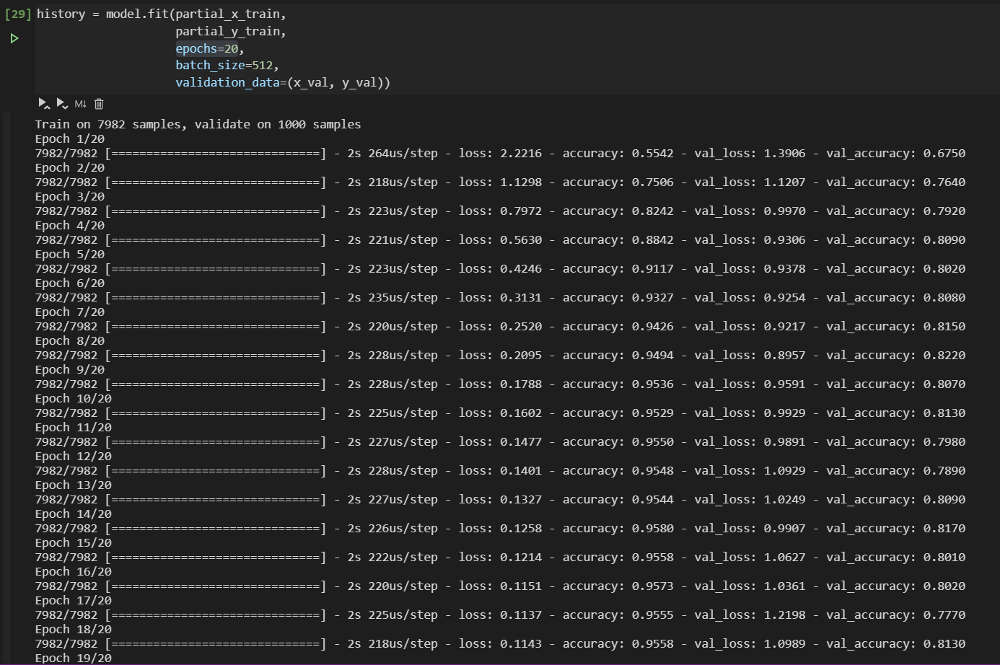 [29] history = model.fit(partial_x_train,
partial_y_train,
epochs=20,
batch_size=512,
validation_data=(x_val, y_val))
M↓
Train on 7982 samples, validate on 1000 samples
Epoch 1/20
7982/7982 [==============================] - 2s 264us/step - loss: 2.2216 - accuracy: 0.5542 - val_loss: 1.3906 - val_accuracy: 0.6750
Epoch 2/20
7982/7982 [==============================] - 2s 218us/step - loss: 1.1298 - accuracy: 0.7506 - val_loss: 1.1207 - val_accuracy: 0.7640
Epoch 3/20
7982/7982 [==============================] - 2s 223us/step - loss: 0.7972 - accuracy: 0.8242 - val_loss: 0.9970 - val_accuracy: 0.7920
Epoch 4/20
7982/7982 [==============================] - 2s 221us/step - loss: 0.5630 - accuracy: 0.8842 - val_loss: 0.9306 - val_accuracy: 0.8090
Epoch 5/20
7982/7982 [==============================] - 2s 223us/step - loss: 0.4246 - accuracy: 0.9117 - val_loss: 0.9378 - val_accuracy: 0.8020
Epoch 6/20
7982/7982 [==============================] - 2s 235us/step - loss: 0.3131 - accuracy: 0.9327 - val_loss: 0.9254 - val_accuracy: 0.8080
Epoch 7/20
7982/7982 [==============================] - 2s 220us/step - loss: 0.2520 - accuracy: 0.9426 - val_loss: 0.9217 - val_accuracy: 0.8150
Epoch 8/20
7982/7982 [==============================] - 2s 228us/step - loss: 0.2095 - accuracy: 0.9494 - val_loss: 0.8957 - val_accuracy: 0.8220
Epoch 9/20
7982/7982 [==============================] - 2s 228us/step - loss: 0.1788 - accuracy: 0.9536 - val_loss: 0.9591 - val_accuracy: 0.8070
Epoch 10/20
7982/7982 [==============================] - 2s 225us/step - loss: 0.1602 - accuracy: 0.9529 - val_loss: 0.9929 - val_accuracy: 0.8130
Epoch 11/20
7982/7982 [==============================] - 2s 227us/step - loss: 0.1477 - accuracy: 0.9550 - val_loss: 0.9891 - val_accuracy: 0.7980
Epoch 12/20
7982/7982 [==============================] - 2s 228us/step - loss: 0.1401 - accuracy: 0.9548 - val_loss: 1.0929 - val_accuracy: 0.7890
Epoch 13/20
7982/7982 [==============================] - 2s 227us/step - loss: 0.1327 - accuracy: 0.9544 - val_loss: 1.0249 - val_accuracy: 0.8090
Epoch 14/20
7982/7982 [==============================] - 2s 226us/step - loss: 0.1258 - accuracy: 0.9580 - val_loss: 0.9907 - val_accuracy: 0.8170
Epoch 15/20
7982/7982 [==============================] - 2s 222us/step - loss: 0.1214 - accuracy: 0.9558 - val_loss: 1.0627 - val_accuracy: 0.8010
Epoch 16/20
7982/7982 [==============================] - 2s 220us/step - loss: 0.1151 - accuracy: 0.9573 - val_loss: 1.0361 - val_accuracy: 0.8020
Epoch 17/20
7982/7982 [==============================] - 2s 225us/step - loss: 0.1137 - accuracy: 0.9555 - val_loss: 1.2198 - val_accuracy: 0.7770
Epoch 18/20
7982/7982 [==============================] - 2s 218us/step - loss: 0.1143 - accuracy: 0.9558 - val_loss: 1.0989 - val_accuracy: 0.8130
Epoch 19/20